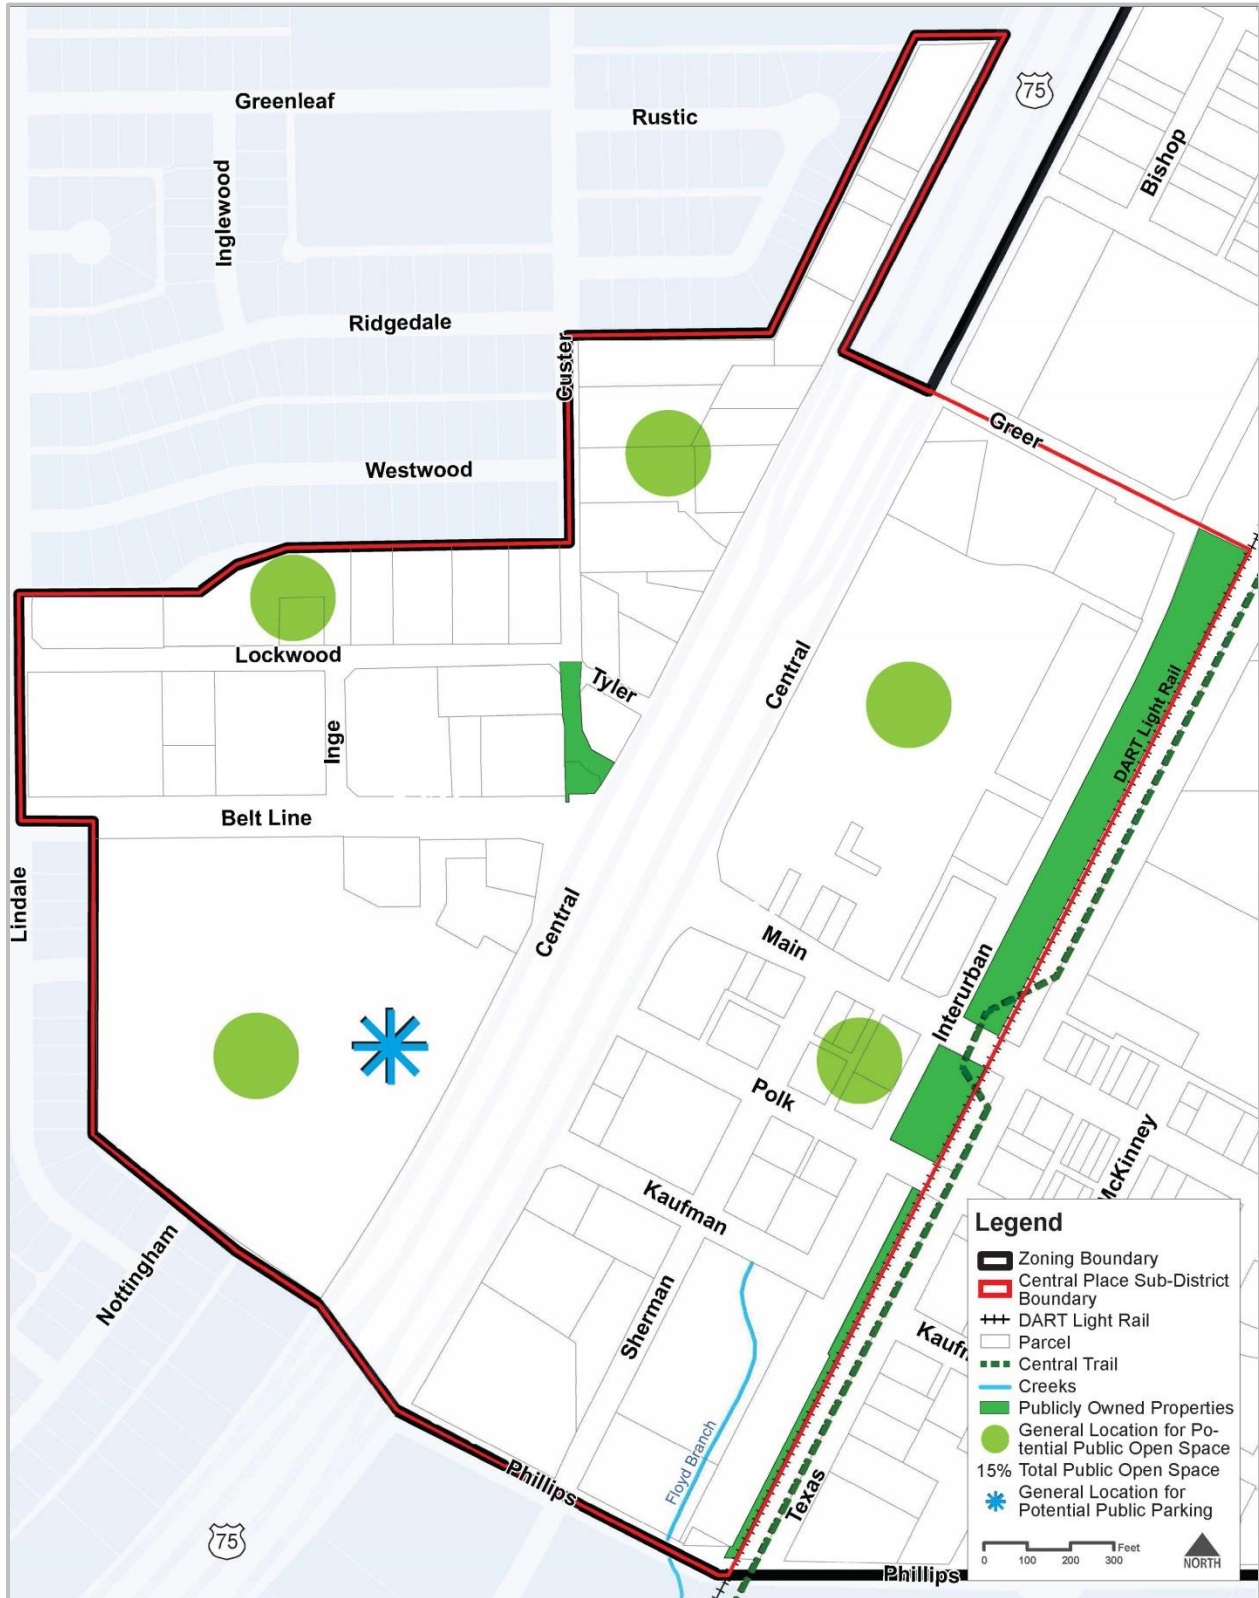 75
Greenleaf
Rustic
Bishop
Inglewood
Ridgedale
Custer
Greer
Westwood
Lockwood
Tyler
Central
DART Light Rail
Inge
Belt Line
Lindale
Central
Main
Interurban
Polk
McKinney
Kaufman
Nottingham
Sherman
Kaufm
Floyd Branch
Texas
Phillips
75
Phillips
Legend
Zoning Boundary
Central Place Sub-District
Boundary
DART Light Rail
Parcel
Central Trail
Creeks
Publicly Owned Properties
General Location for Po-
tential Public Open Space
15% Total Public Open Space
General Location for
Potential Public Parking
Feet
0 100 200 300
NORTH